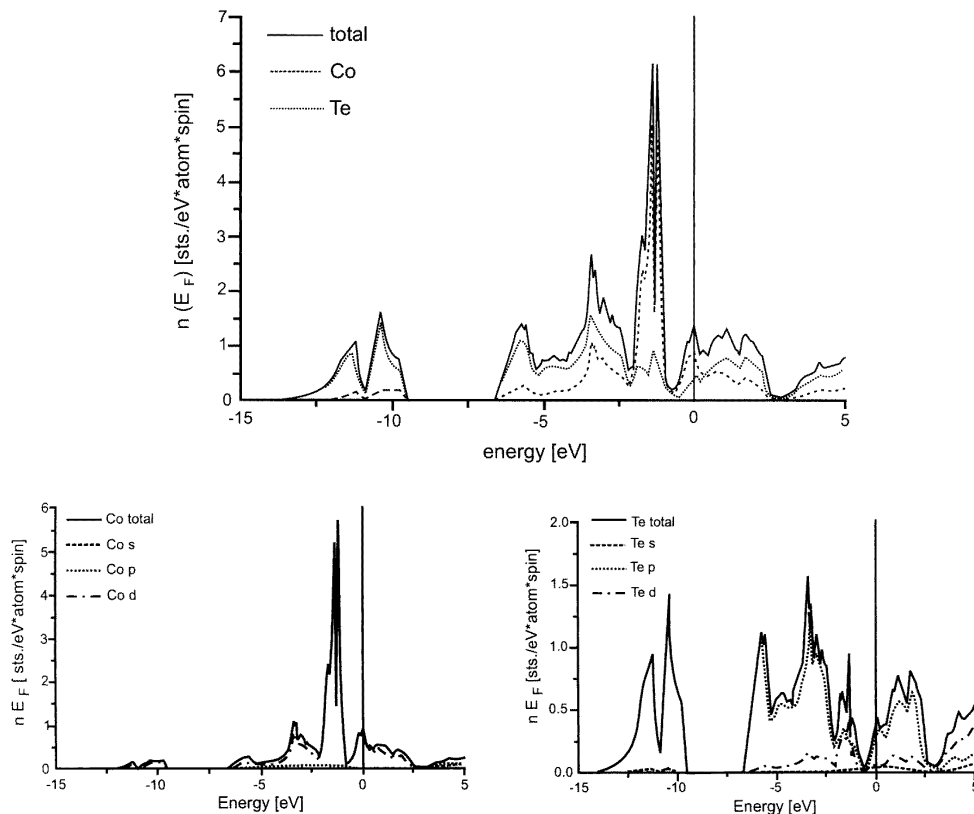 7
6
5
4
3
2
1
0
n (E F) [sts./eV*atom*spin]
total
Co
Te
-15
-10
-5
0
5
energy [eV]
6
5
4
3
2
1
0
n E F [ sts./eV*atom*spin]
Co total
Co s
Co p
Co d
-15
-10
-5
0
5
Energy [eV]
2.0
1.5
1.0
0.5
0.0
n E F [sts./eV*atom*spin]
Te total
Te s
Te p
Te d
-15
-10
-5
0
5
Energy [eV]